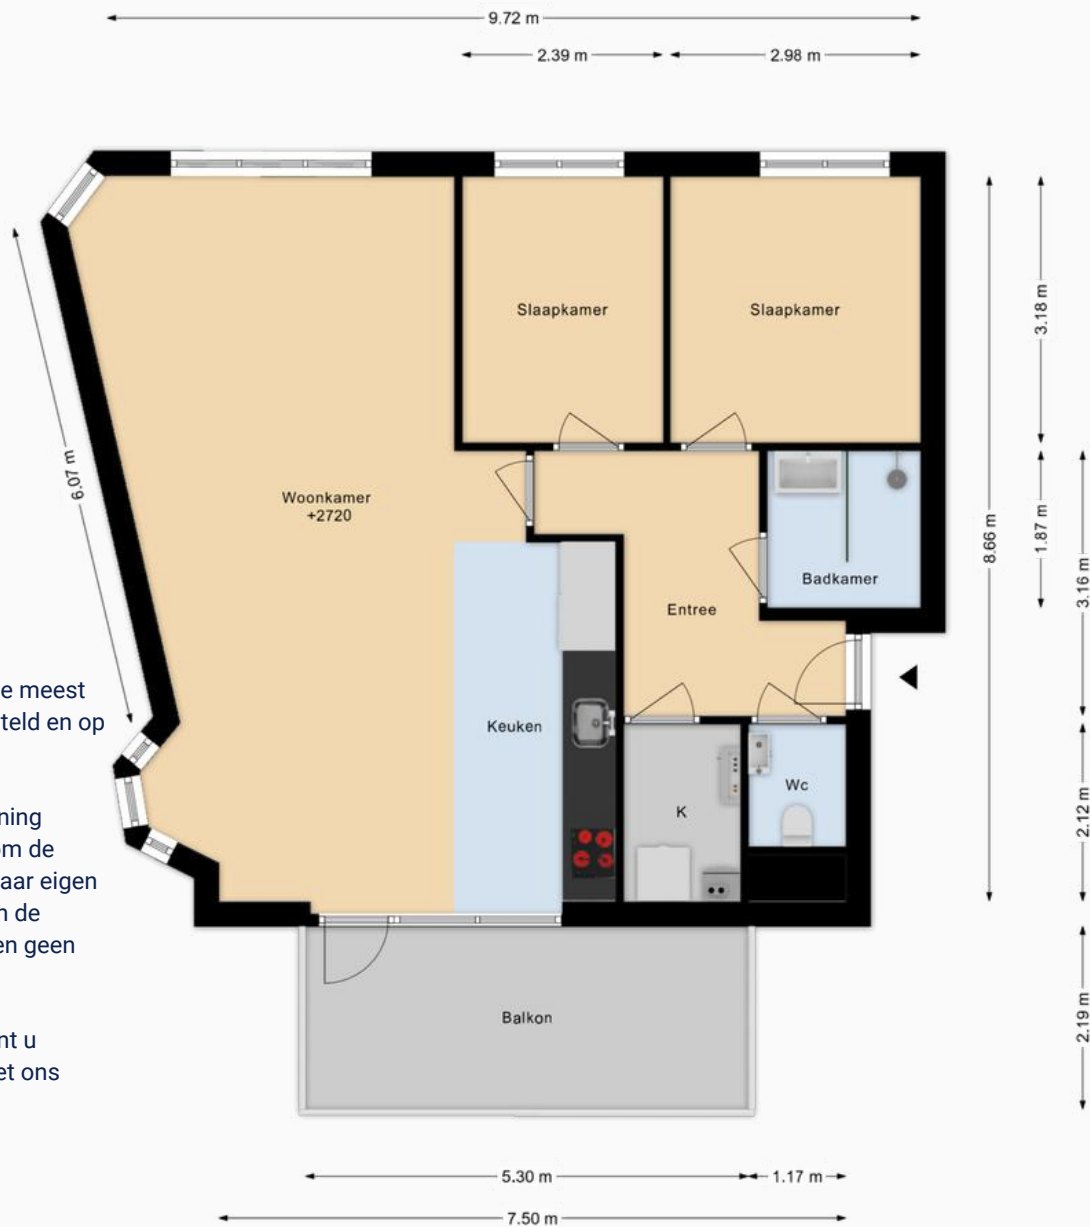 9.72 m
2.39 m
2.98 m
Slaapkamer
Slaapkamer
3.18 m
6.07 m
Woonkamer
+2720
8.66 m
1.87 m
3.16 m
Badkamer
Entree
Keuken
K
Wc
2.12 m
e meest
teld en op
ning
om de
aar eigen
n de
en geen
nt u
et ons
Balkon
2.19 m
5.30 m
1.17 m
7.50 m